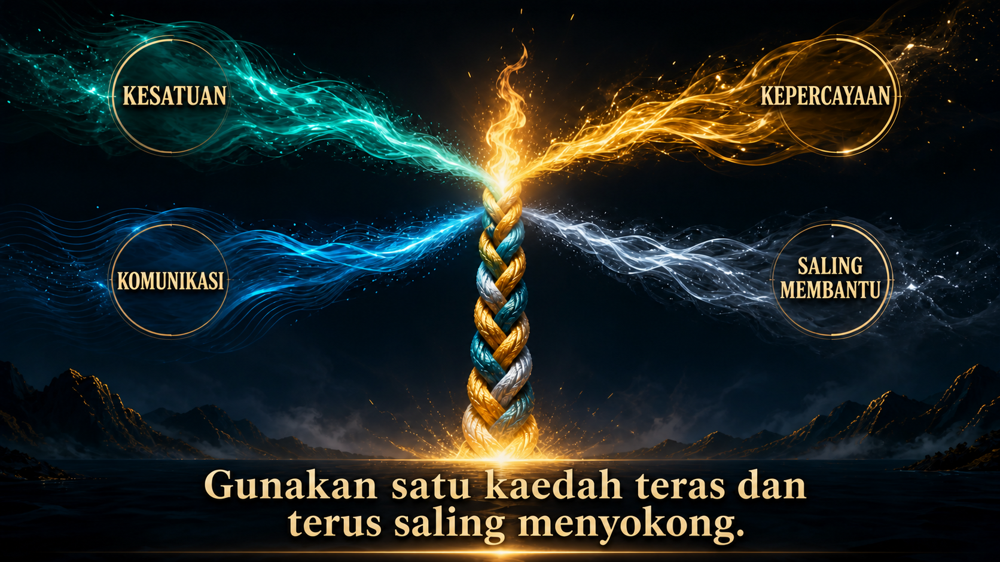 KESATUAN
KEPERCAYAAN
KOMUNIKASI
SALING
MEMBANTU
Gunakan satu kaedah teras dan
terus saling menyokong.